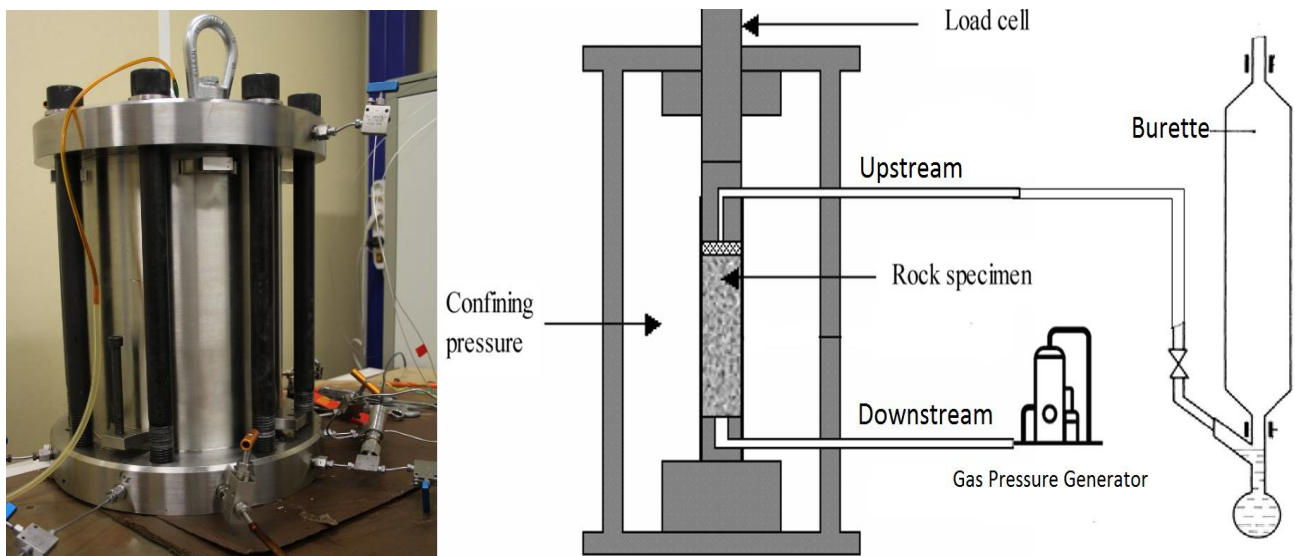 Load cell
Burette
Upstream
Rock specimen
Confining
pressure
Downstream
Gas Pressure Generator